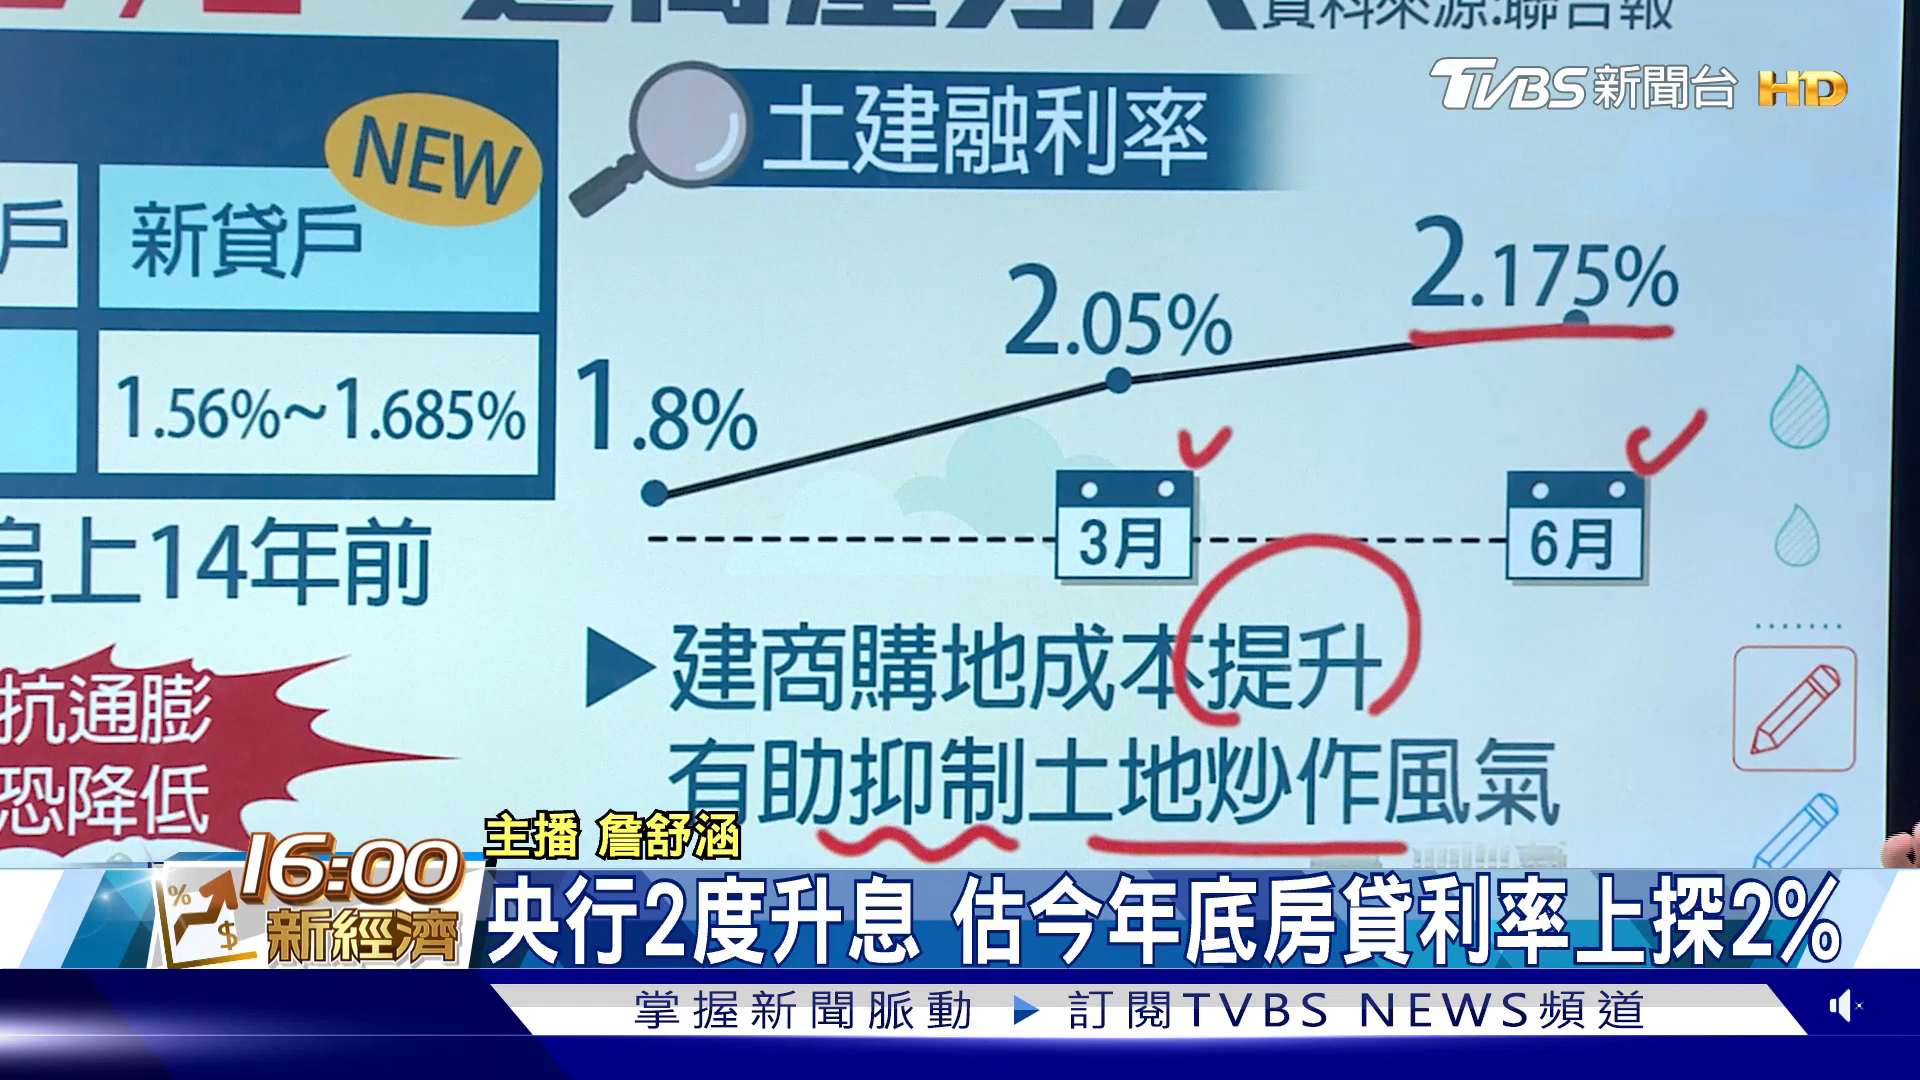 資料來源:聯合報
TVBS新聞台 HD
土建融利率
NEW
戶
新貸戶
1.56%~1.685%
1.8%
2.05%
2.175%
3月
6月
追上14年前
建商購地成本提升
有助抑制土地炒作風氣
抗通膨
恐降低
主播 詹舒涵
16:00
新經濟
% $
央行2度升息 估今年底房貸利率上探2%
掌握新聞脈動 ▶ 訂閱TVBS NEWS頻道